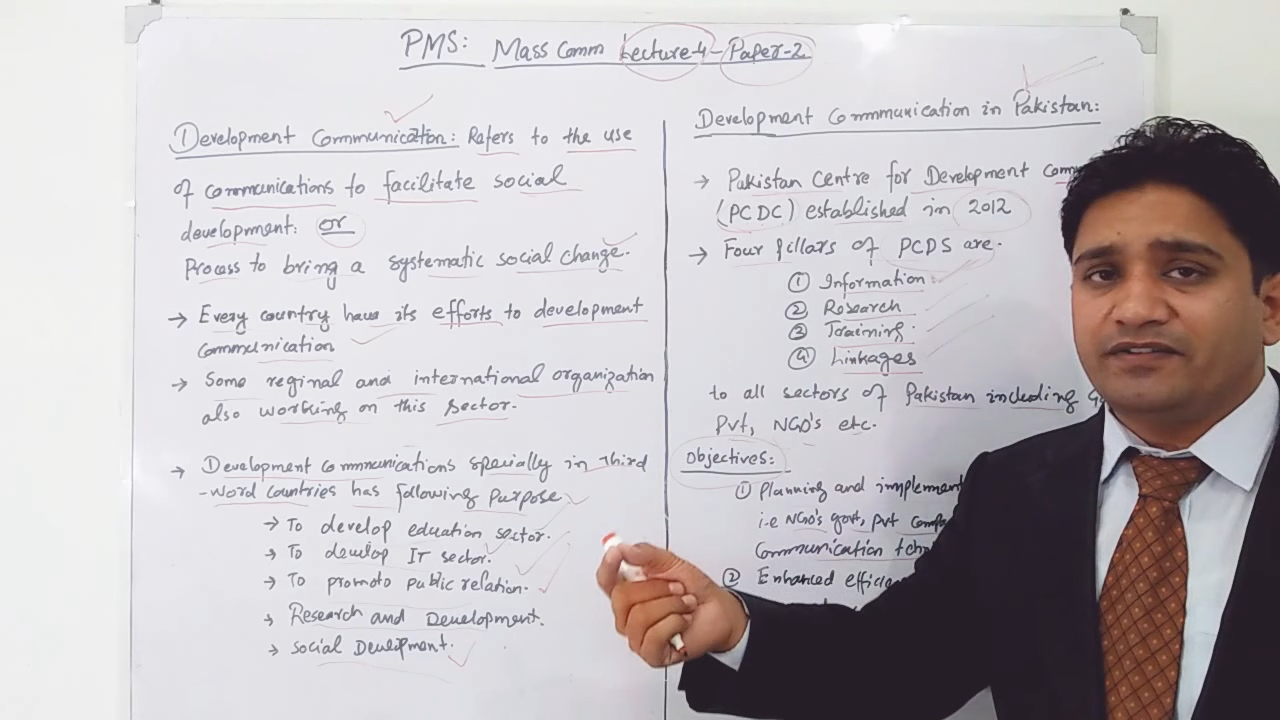 PMS: Mass Comm Lecture-4 - Paper-2
Development Communication: Refers to the use
of communications to facilitate social
development: or
Process to bring a systematic social change.
→ Every country have its efforts to development
communication
→ Some reginal and international organization
also working on this sector.
→ Development communications specially in Third
-word countries has following purpose
→ To develop eduation sector.
→ To develop IT sector.
→ To promoto public relation.
→ Research and Development.
→ Social Development.
Development Communication in Pakistan:
→ Pakistan Centre for Development
(PCDC) established in 2012
→ Four pillars of PCDS are.
① Information
② Research
③ Training
④ Linkages
to all sectors of Pakistan including
Pvt, NGO's etc.
Objectives:
① Planning and implement
i.e NGO's govt, pvt
Communication
② Enhanced